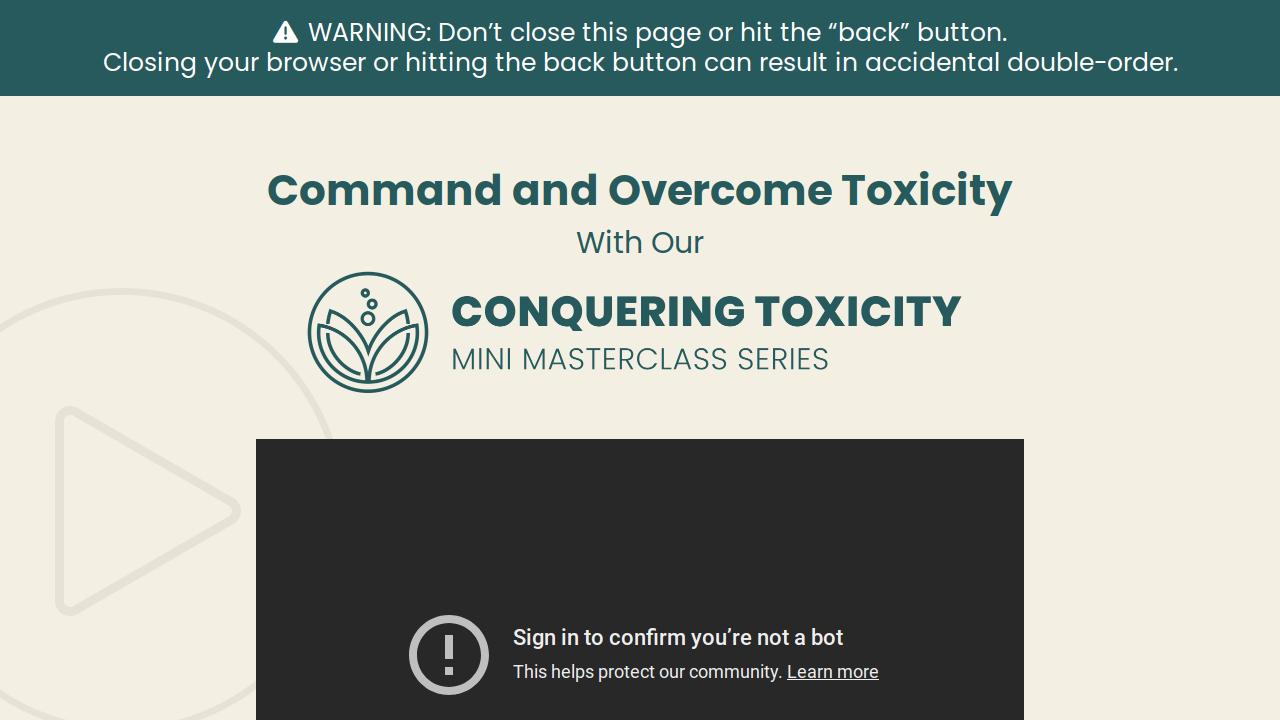 WARNING: Don’t close this page or hit the “back” button.
Closing your browser or hitting the back button can result in accidental double-order.
Command and Overcome Toxicity
With Our
CONQUERING TOXICITY
MINI MASTERCLASS SERIES
Sign in to confirm you’re not a bot
This helps protect our community. Learn more